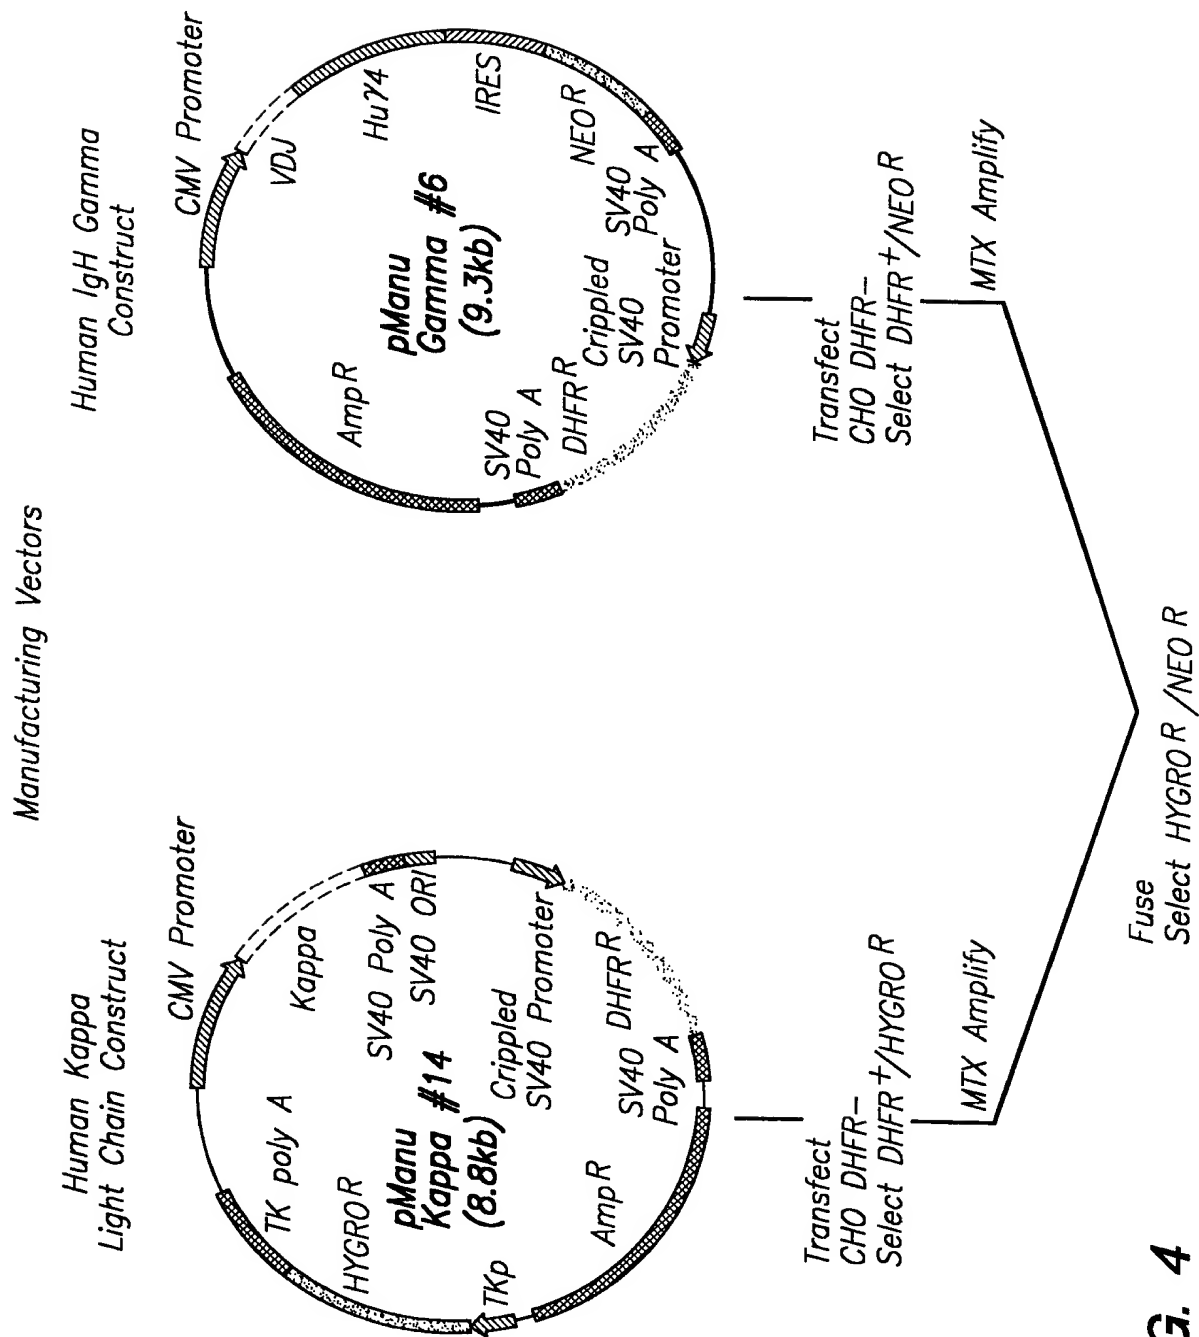 Manufacturing Vectors
Human Kappa
Light Chain Construct
CMV Promoter
Kappa
SV40 Poly A
SV40 ORI
Crippled
SV40 Promoter
DHFR R
SV40
Poly A
AmpR
TKp
HYGRO R
TK poly A
pManu
Kappa #14
(8.8kb)
Transfect
CHO DHFR-
Select DHFR+/HYGRO R
MTX Amplify
Human IgH Gamma
Construct
CMV Promoter
VDJ
Huγ4
IRES
NEO R
SV40
Poly A
Crippled
SV40
Promoter
DHFR R
SV40
Poly A
AmpR
pManu
Gamma #6
(9.3kb)
Transfect
CHO DHFR-
Select DHFR+/NEO R
MTX Amplify
Fuse
Select HYGRO R/NEO R
G. 4